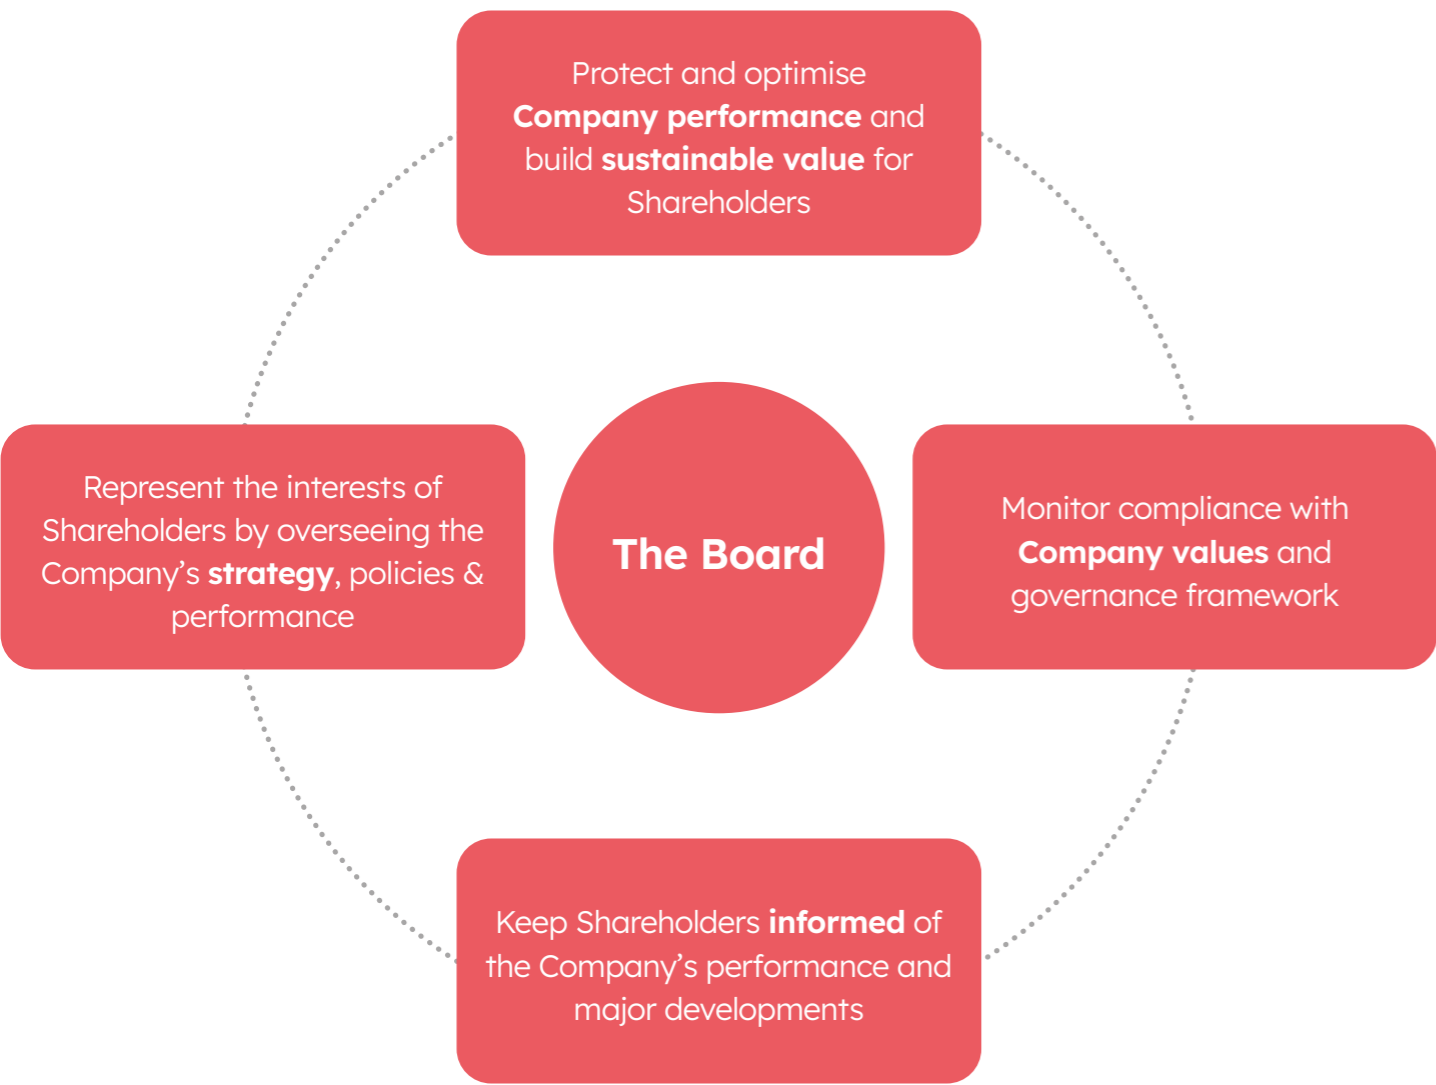 Protect and optimise
Company performance and
build sustainable value for
Shareholders
Represent the interests of
Shareholders by overseeing the
Company’s strategy, policies &
performance
The Board
Monitor compliance with
Company values and
governance framework
Keep Shareholders informed of
the Company’s performance and
major developments